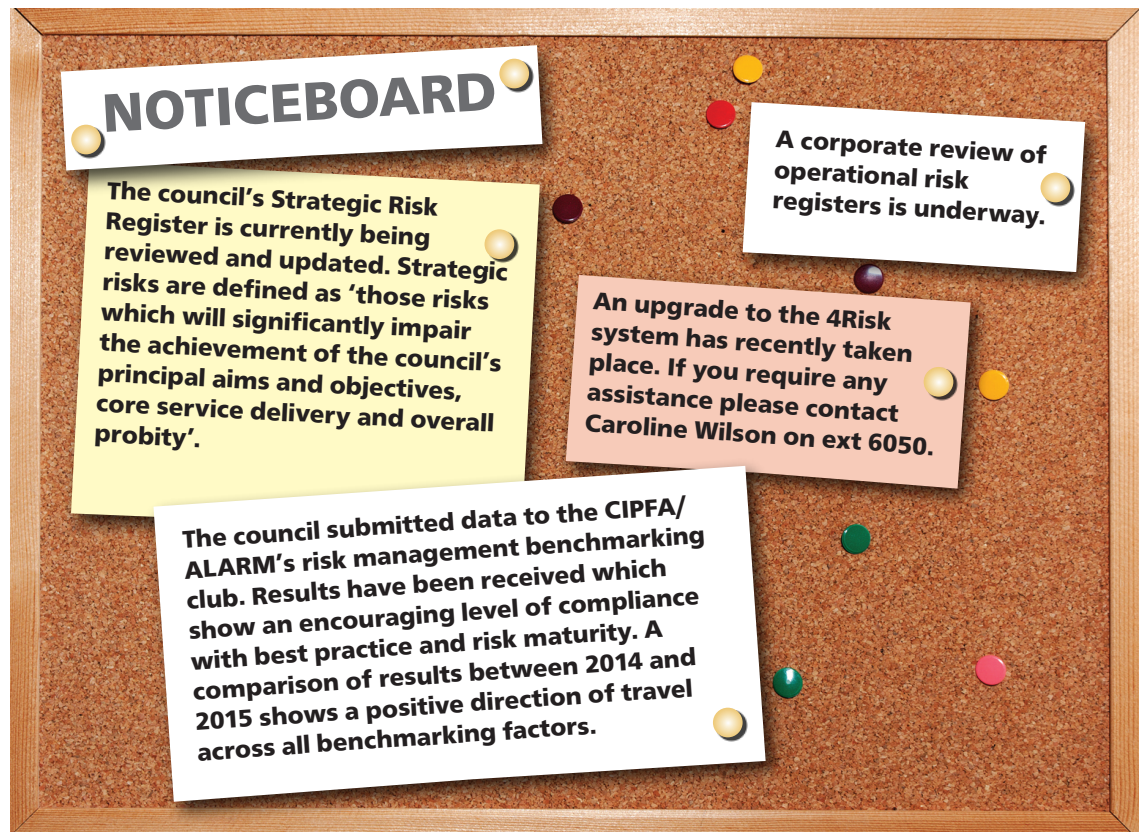 NOTICEBOARD
The council’s Strategic Risk
Register is currently being
reviewed and updated. Strategic
risks are defined as ‘those risks
which will significantly impair
the achievement of the council’s
principal aims and objectives,
core service delivery and overall
probity’.
A corporate review of
operational risk
registers is underway.
An upgrade to the 4Risk
system has recently taken
place. If you require any
assistance please contact
Caroline Wilson on ext 6050.
The council submitted data to the CIPFA/
ALARM’s risk management benchmarking
club. Results have been received which
show an encouraging level of compliance
with best practice and risk maturity. A
comparison of results between 2014 and
2015 shows a positive direction of travel
across all benchmarking factors.